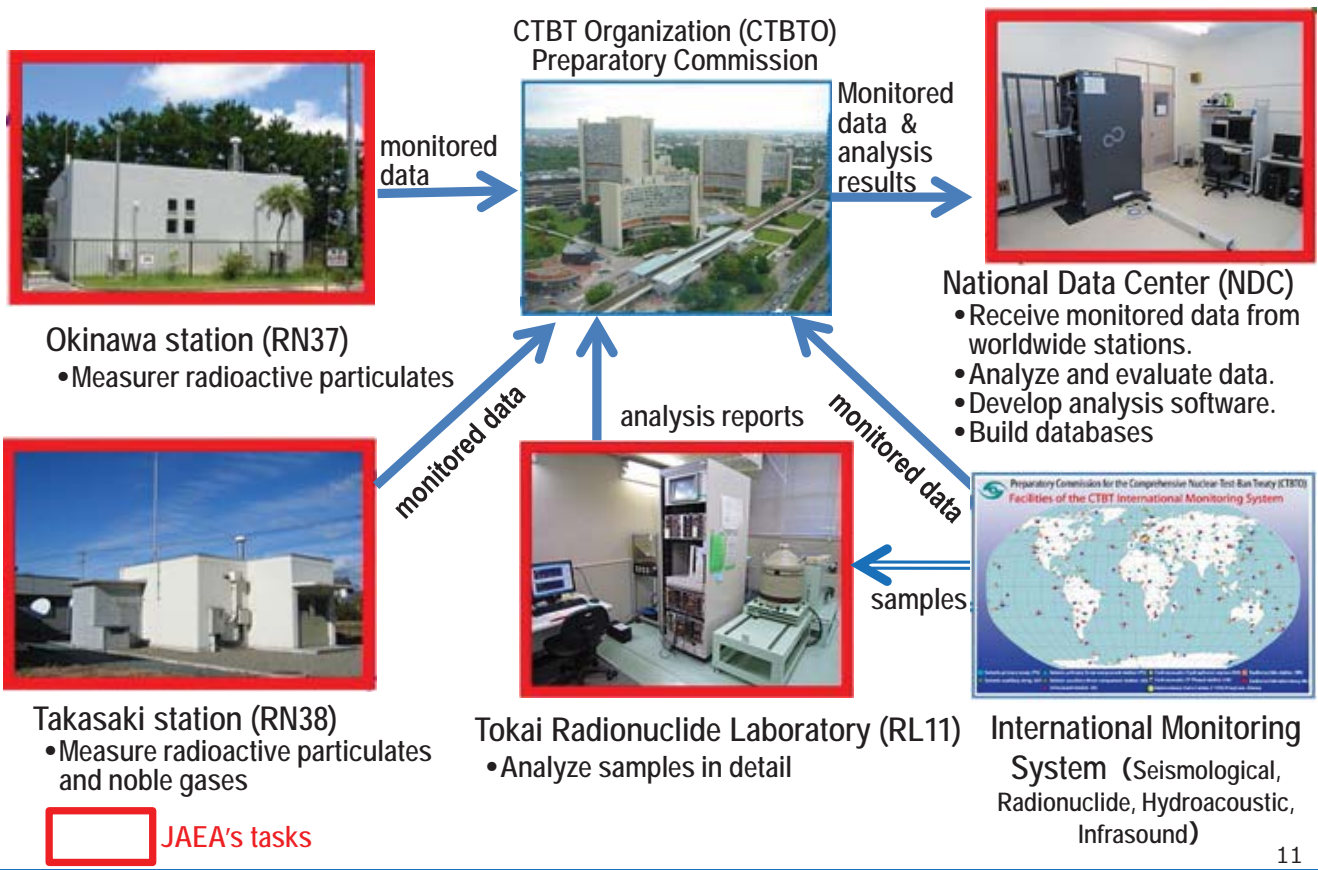 CTBT Organization (CTBTO)
Preparatory Commission
monitored
data
Monitored
data &
analysis
results
Okinawa station (RN37)
•Measurer radioactive particulates
National Data Center (NDC)
•Receive monitored data from
worldwide stations.
•Analyze and evaluate data.
•Develop analysis software.
•Build databases
monitored data
analysis reports
monitored data
samples
Preparatory Commission for the Comprehensive Nuclear-Test-Ban Treaty (CTBTO)
Facilities of the CTBT International Monitoring System
Takasaki station (RN38)
•Measure radioactive particulates
and noble gases
Tokai Radionuclide Laboratory (RL11)
•Analyze samples in detail
International Monitoring
System (Seismological,
Radionuclide, Hydroacoustic,
Infrasound)
JAEA's tasks
11